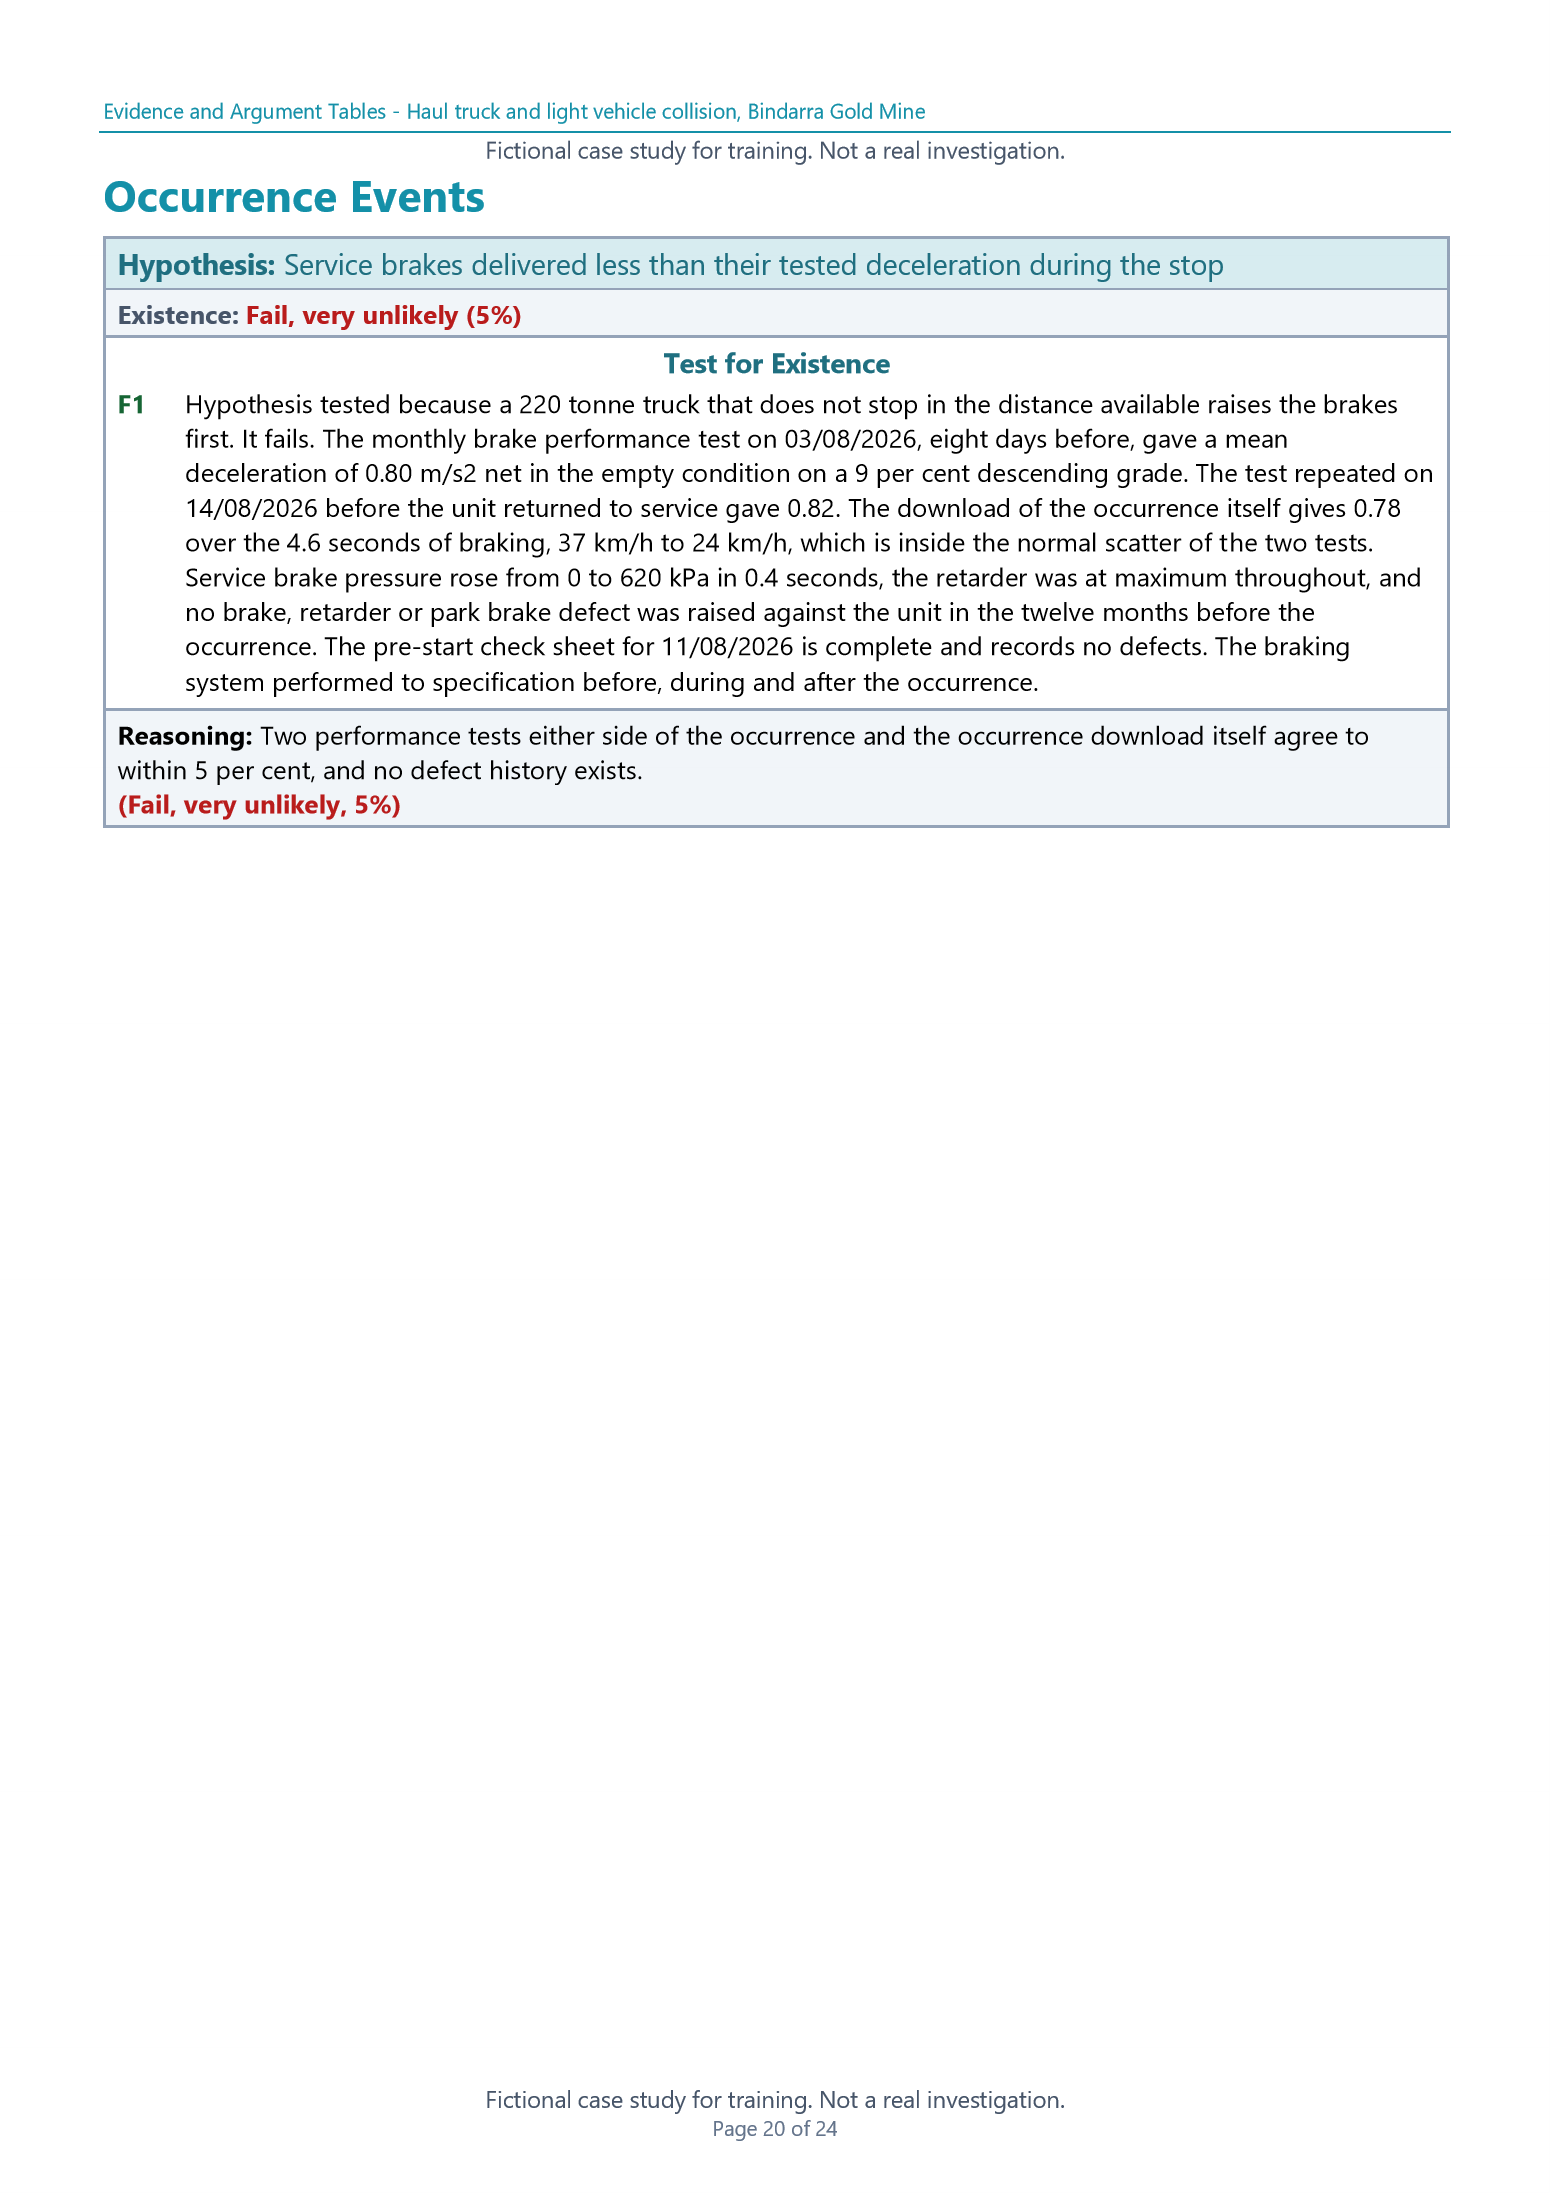 Evidence and Argument Tables - Haul truck and light vehicle collision, Bindarra Gold Mine
Fictional case study for training. Not a real investigation.
Occurrence Events
Hypothesis: Service brakes delivered less than their tested deceleration during the stop
Existence: Fail, very unlikely (5%)
Test for Existence
F1 Hypothesis tested because a 220 tonne truck that does not stop in the distance available raises the brakes
first. It fails. The monthly brake performance test on 03/08/2026, eight days before, gave a mean
deceleration of 0.80 m/s2 net in the empty condition on a 9 per cent descending grade. The test repeated on
14/08/2026 before the unit returned to service gave 0.82. The download of the occurrence itself gives 0.78
over the 4.6 seconds of braking, 37 km/h to 24 km/h, which is inside the normal scatter of the two tests.
Service brake pressure rose from 0 to 620 kPa in 0.4 seconds, the retarder was at maximum throughout, and
no brake, retarder or park brake defect was raised against the unit in the twelve months before the
occurrence. The pre-start check sheet for 11/08/2026 is complete and records no defects. The braking
system performed to specification before, during and after the occurrence.
Reasoning: Two performance tests either side of the occurrence and the occurrence download itself agree to
within 5 per cent, and no defect history exists.
(Fail, very unlikely, 5%)
Fictional case study for training. Not a real investigation.
Page 20 of 24